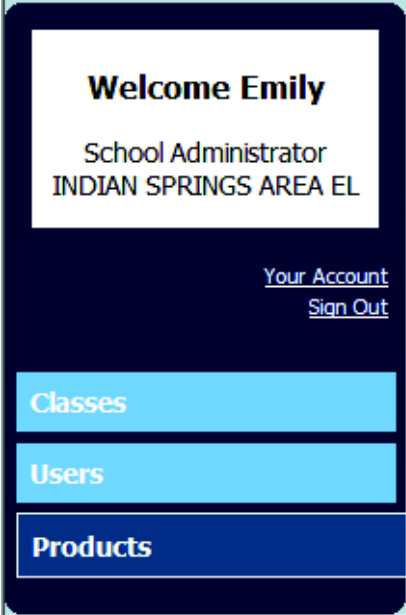 Welcome Emily
School Administrator
INDIAN SPRINGS AREA EL
Your Account
Sign Out
Classes
Users
Products